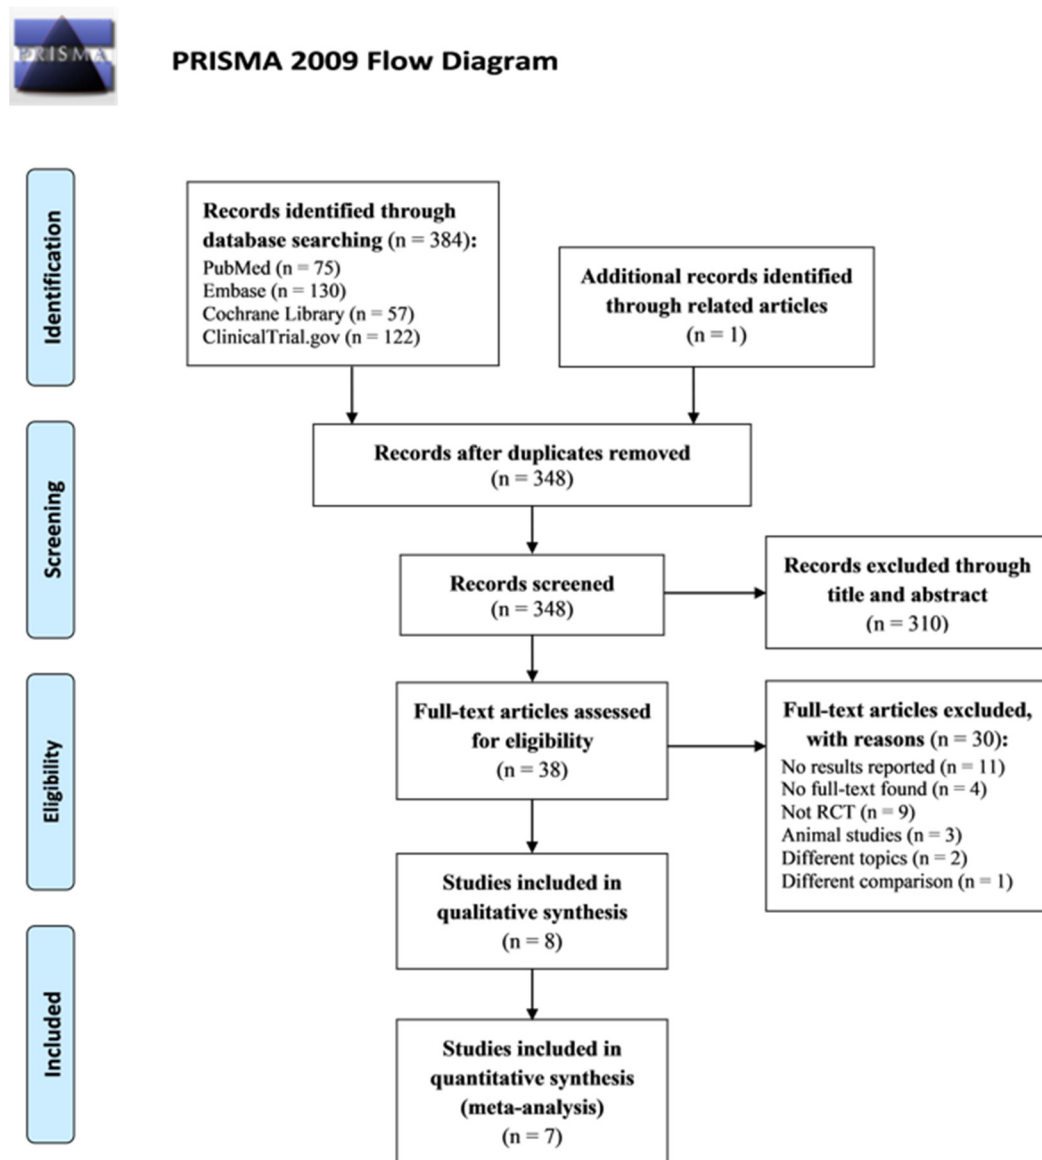 PRISMA
PRISMA 2009 Flow Diagram
Identification
Records identified through
database searching (n = 384):
PubMed (n = 75)
Embase (n = 130)
Cochrane Library (n = 57)
ClinicalTrial.gov (n = 122)
Additional records identified
through related articles
(n = 1)
Screening
Records after duplicates removed
(n = 348)
Records screened
(n = 348)
Records excluded through
title and abstract
(n = 310)
Eligibility
Full-text articles assessed
for eligibility
(n = 38)
Full-text articles excluded,
with reasons (n = 30):
No results reported (n = 11)
No full-text found (n = 4)
Not RCT (n = 9)
Animal studies (n = 3)
Different topics (n = 2)
Different comparison (n = 1)
Studies included in
qualitative synthesis
(n = 8)
Included
Studies included in
quantitative synthesis
(meta-analysis)
(n = 7)